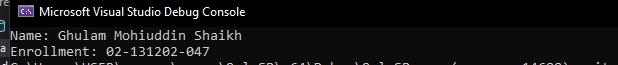 Microsoft Visual Studio Debug Console
Name: Ghulam Mohiuddin Shaikh
Enrollment: 02-131202-047